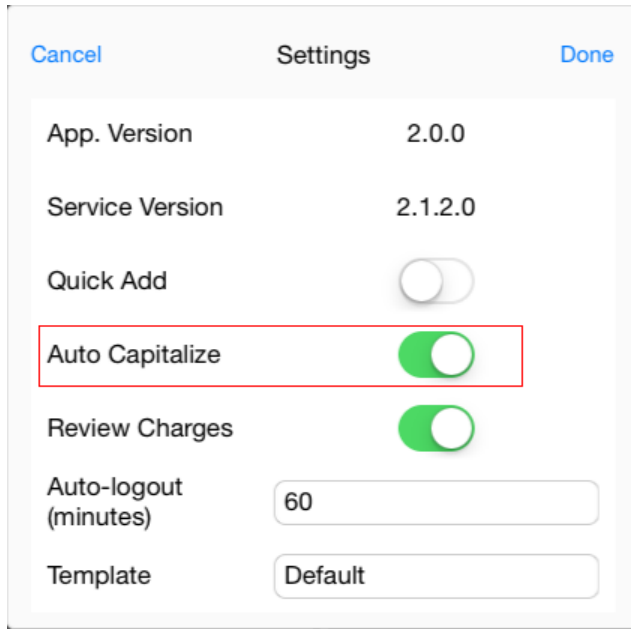 Cancel Settings Done
App. Version 2.0.0
Service Version 2.1.2.0
Quick Add
Auto Capitalize
Review Charges
Auto-logout
(minutes) 60
Template Default